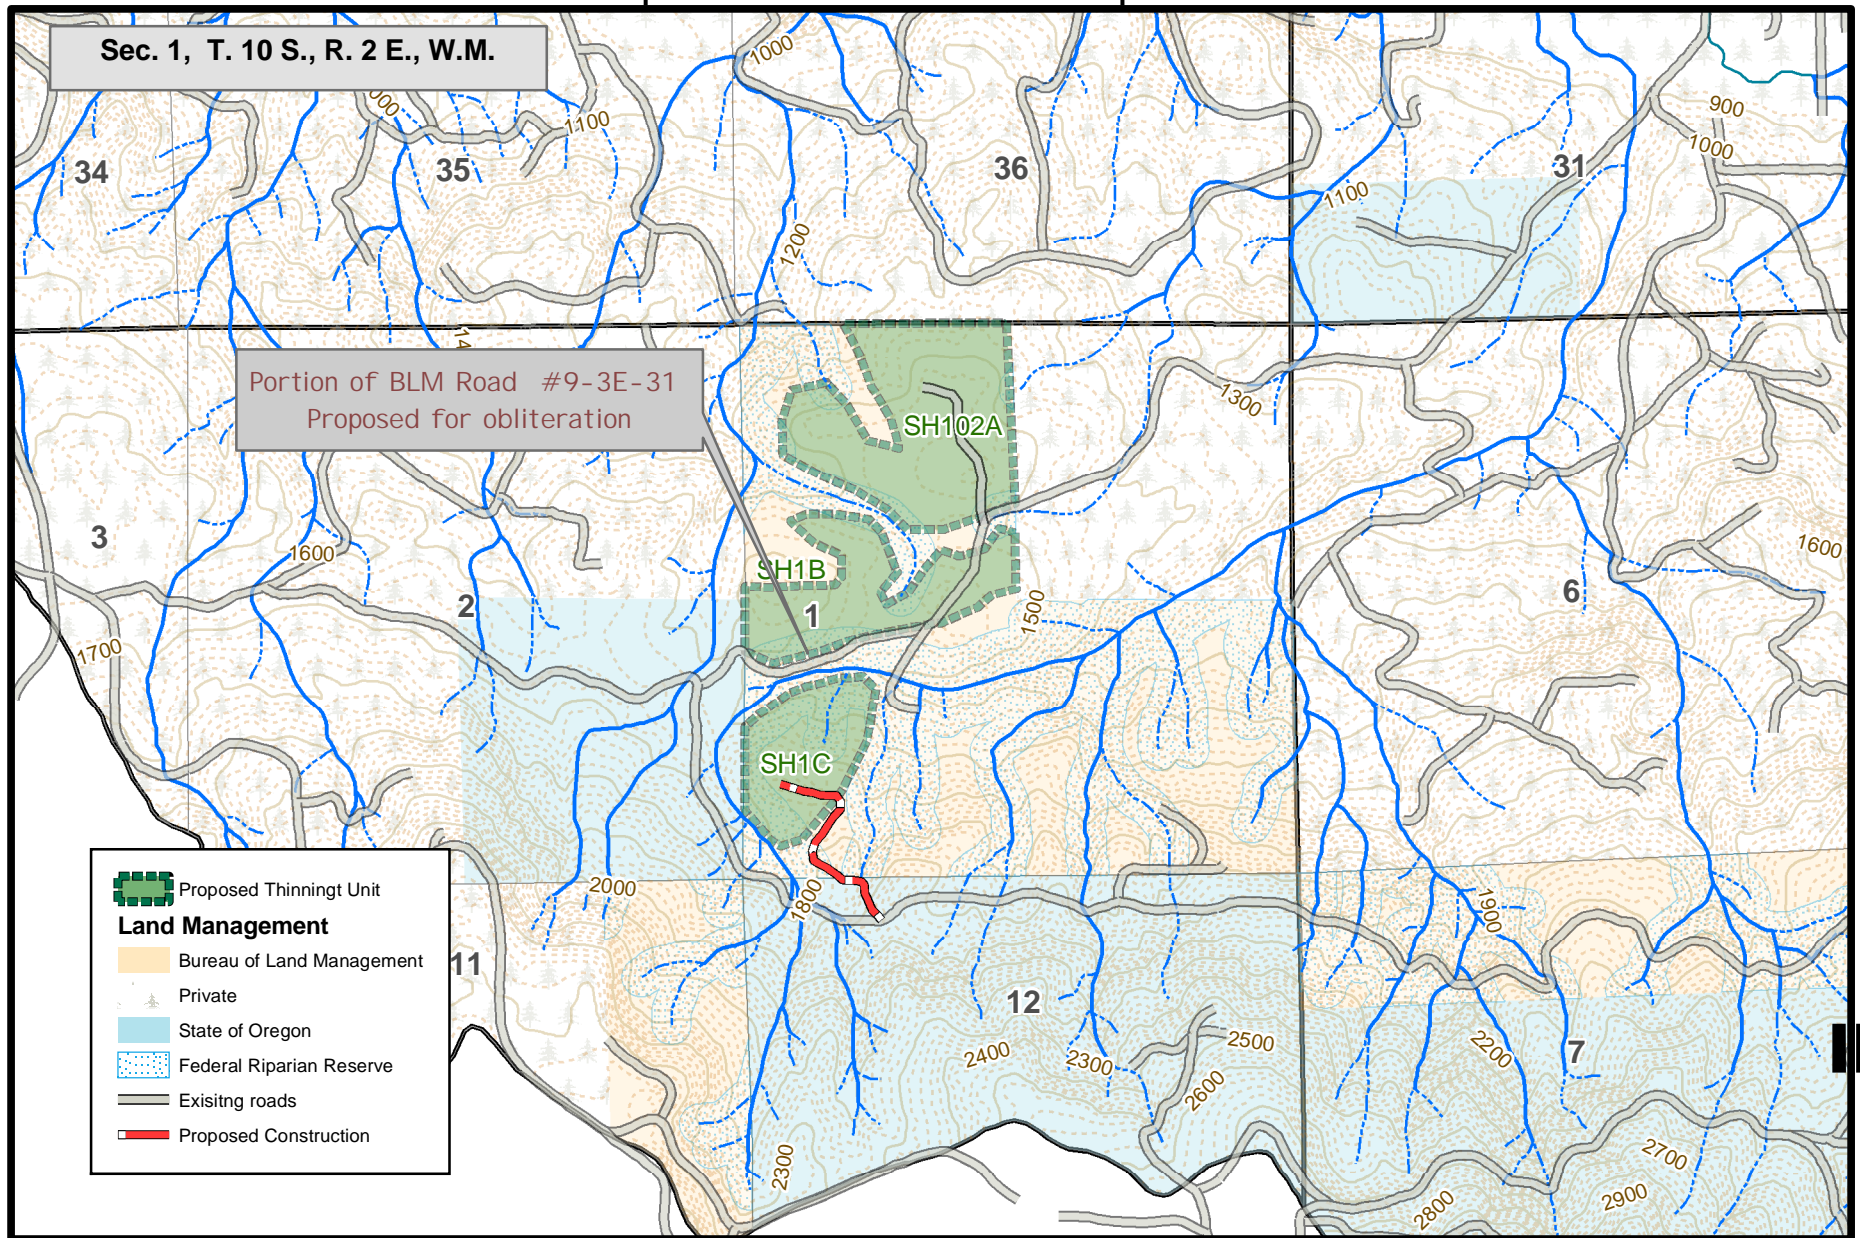 Sec. 1, T. 10 S., R. 2 E., W.M.
1000
1100
900
1000
34
35
36
31
1100
1200
Portion of BLM Road #9-3E-31
Proposed for obliteration
SH102A
1300
3
1600
SH1B
1600
2
1
6
1500
1700
SH1C
2000
1800
1900
Proposed Thinningt Unit
Land Management
Bureau of Land Management
Private
State of Oregon
Federal Riparian Reserve
Exisitng roads
Proposed Construction
11
12
7
2400
2300
2500
2600
2200
2300
2700
2800
2900